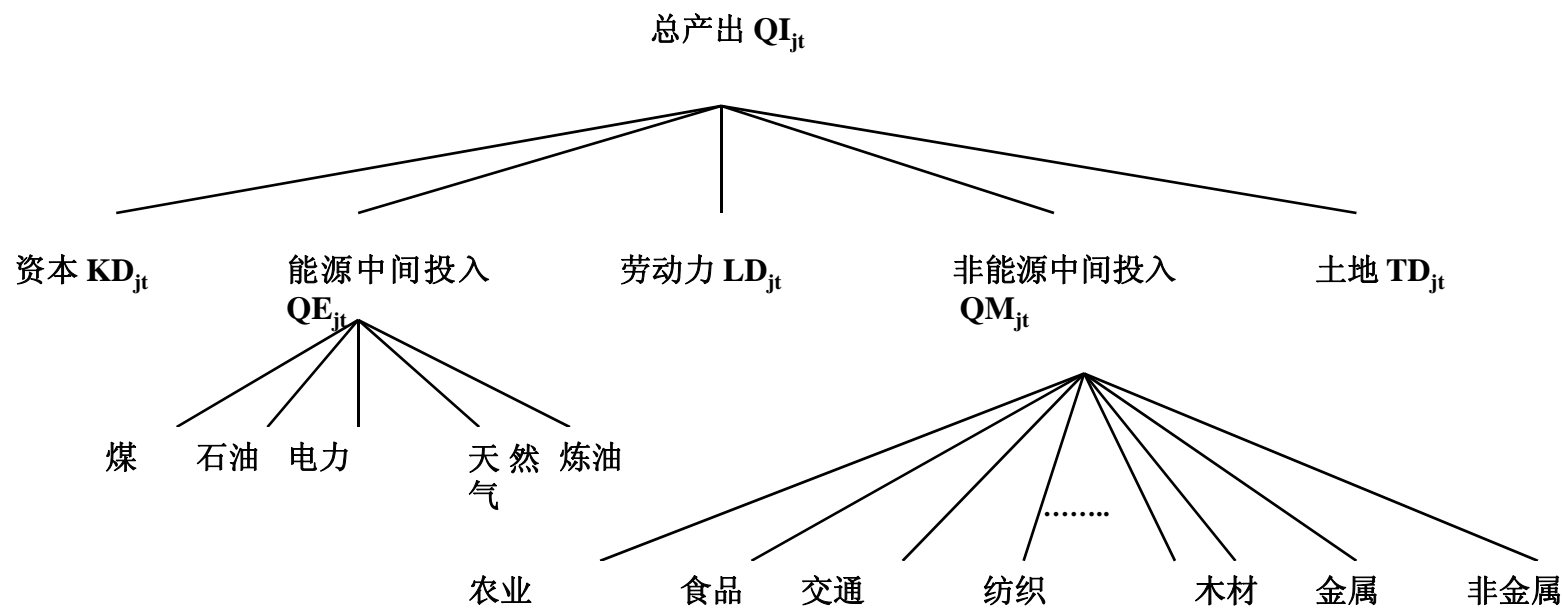 总产出 QIjt
资本 KDjt
能源中间投入
QEjt
劳动力 LDjt
非能源中间投入
QMjt
土地 TDjt
煤
石油
电力
天 然
气
炼油
........
农业
食品
交通
纺织
木材
金属
非金属